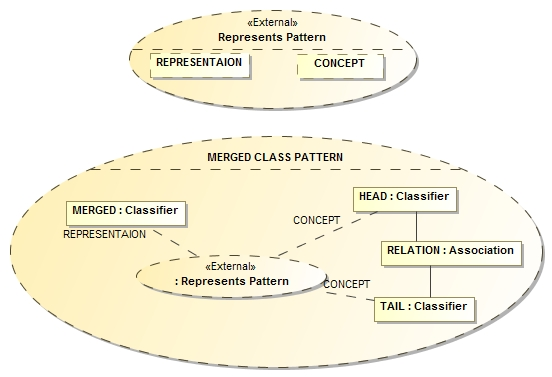 «External»
Represents Pattern
REPRESENTAION
CONCEPT
MERGED CLASS PATTERN
MERGED : Classifier
REPRESENTAION
HEAD : Classifier
CONCEPT
RELATION : Association
«External»
: Represents Pattern
CONCEPT
TAIL : Classifier